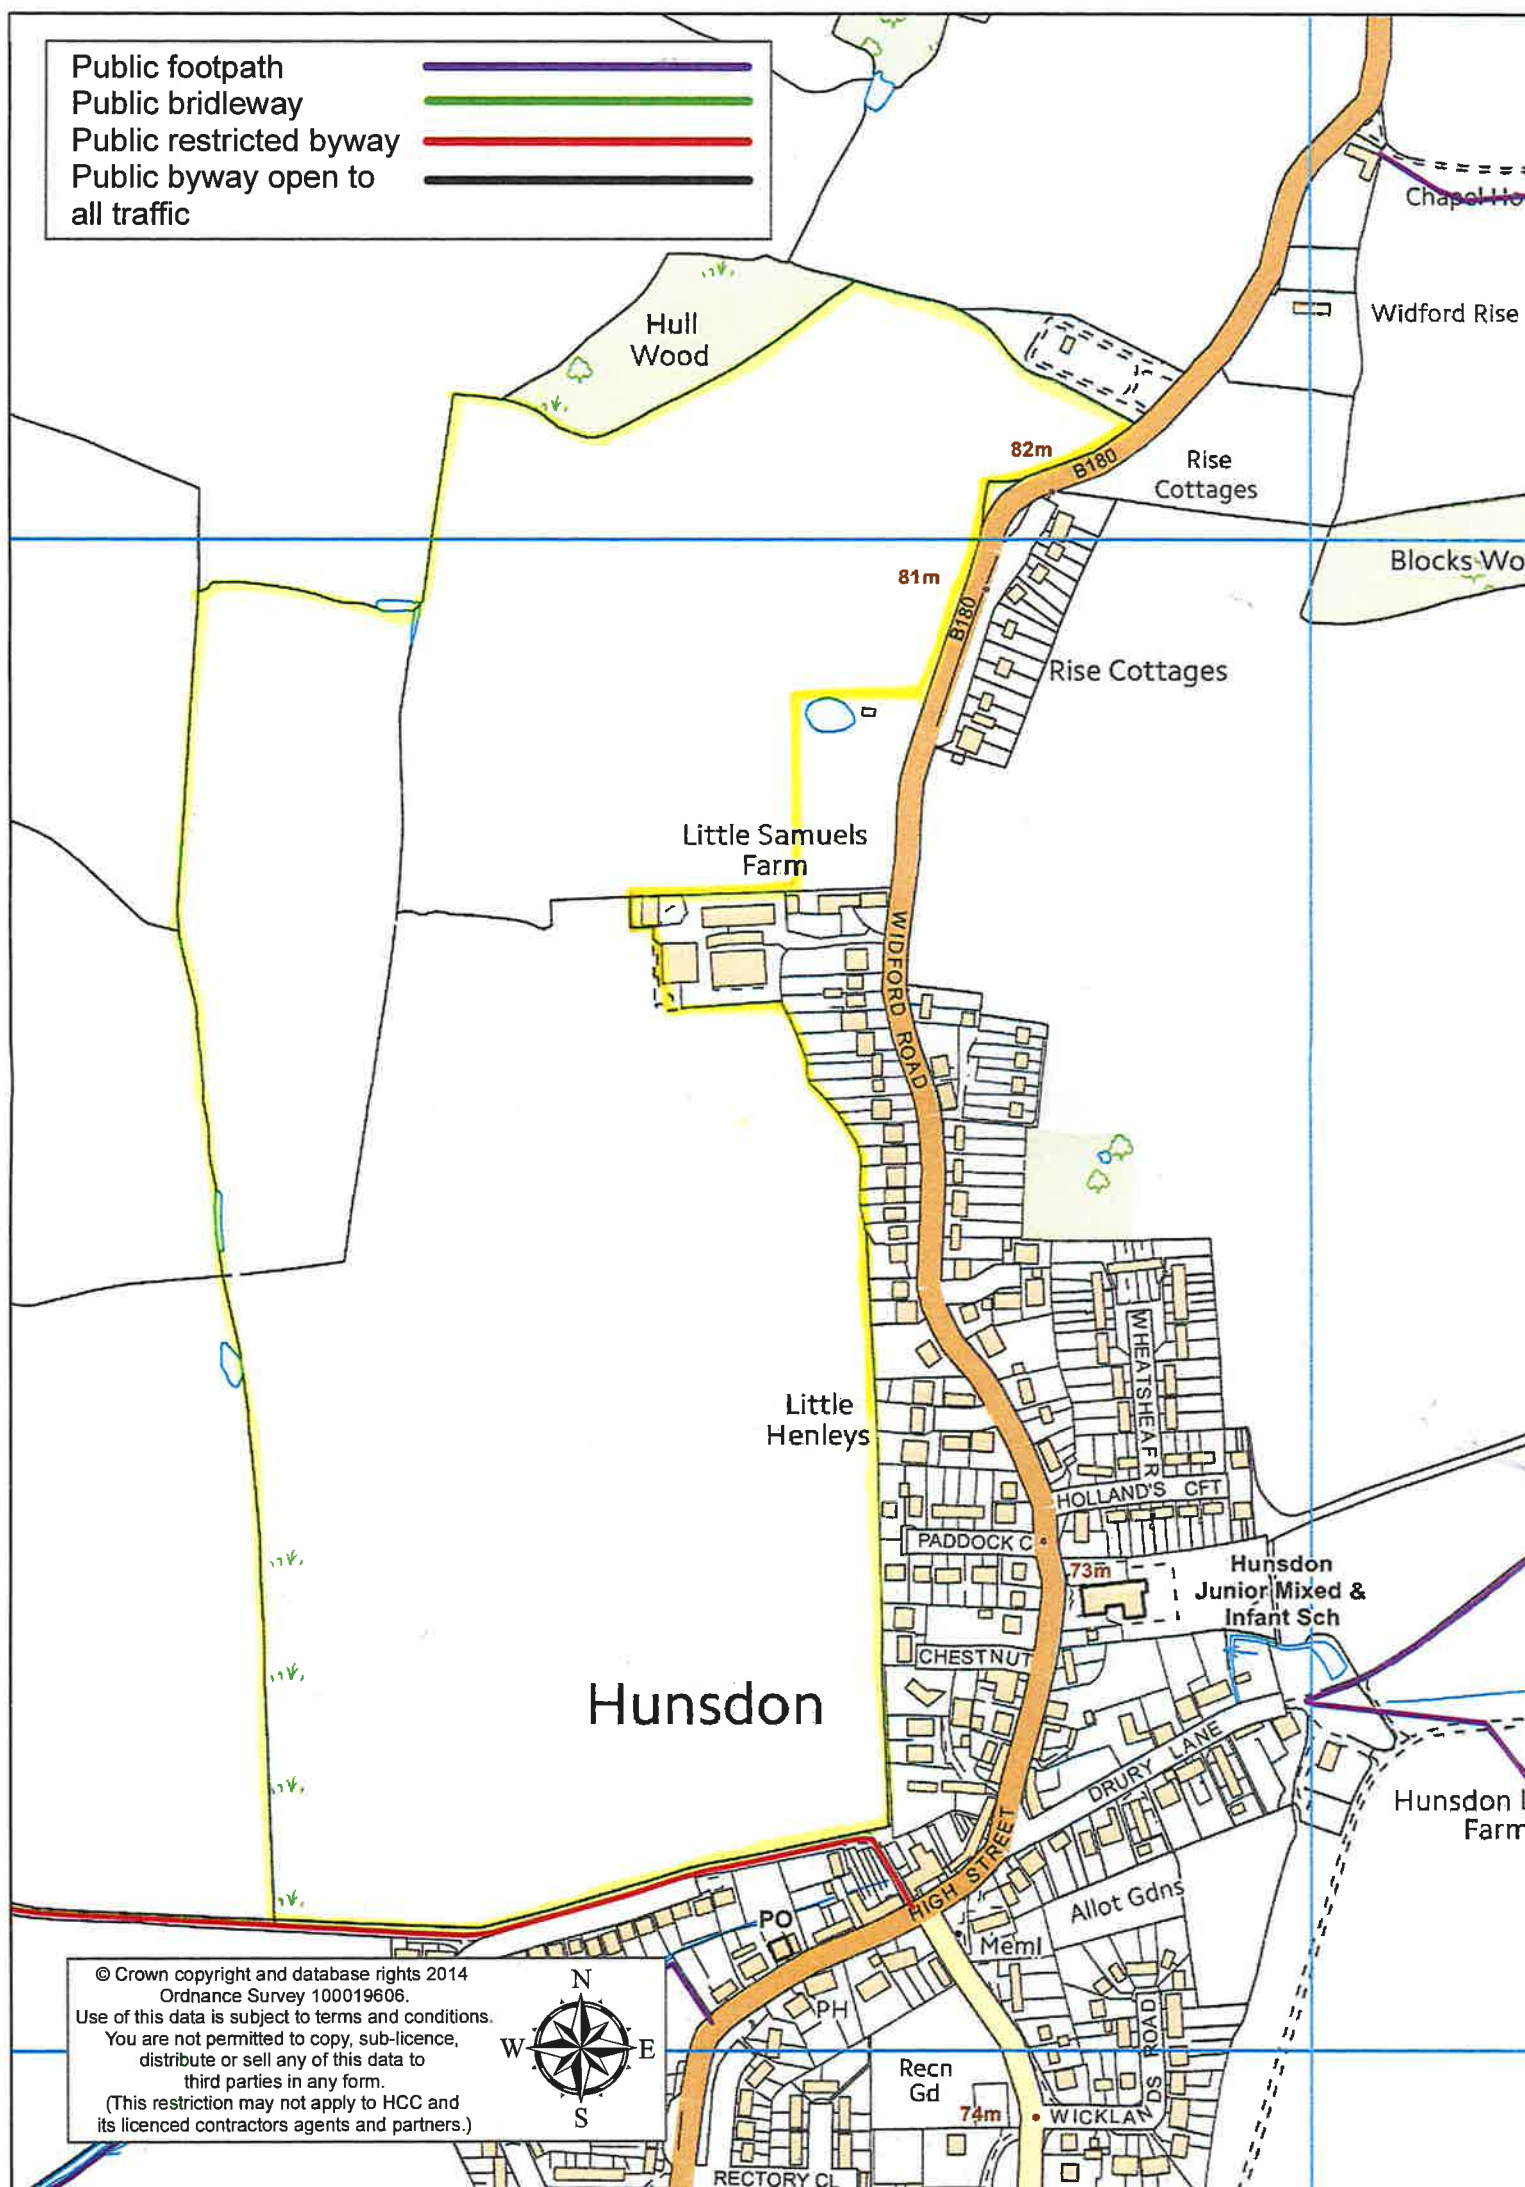 Public footpath
Public bridleway
Public restricted byway
Public byway open to
all traffic
Chapel Ho
Widford Rise
Hull
Wood
82m
B180
Rise
Cottages
Blocks Wo
81m
B180
Rise Cottages
Little Samuels
Farm
WIDFORD ROAD
WHEATSHEAF R
Little
Henleys
HOLLAND'S CFT
PADDOCK C
73m
Hunsdon
Junior Mixed &
Infant Sch
CHESTNUT
Hunsdon
DRURY LANE
Hunsdon
Farm
HIGH STREET
Allot Gdns
PO
Meml
PH
© Crown copyright and database rights 2014
Ordnance Survey 100019606.
Use of this data is subject to terms and conditions.
You are not permitted to copy, sub-licence,
distribute or sell any of this data to
third parties in any form.
(This restriction may not apply to HCC and
its licenced contractors agents and partners.)
N
W E
S
Recn
Gd
74m
WICKLANDS ROAD
RECTORY CL